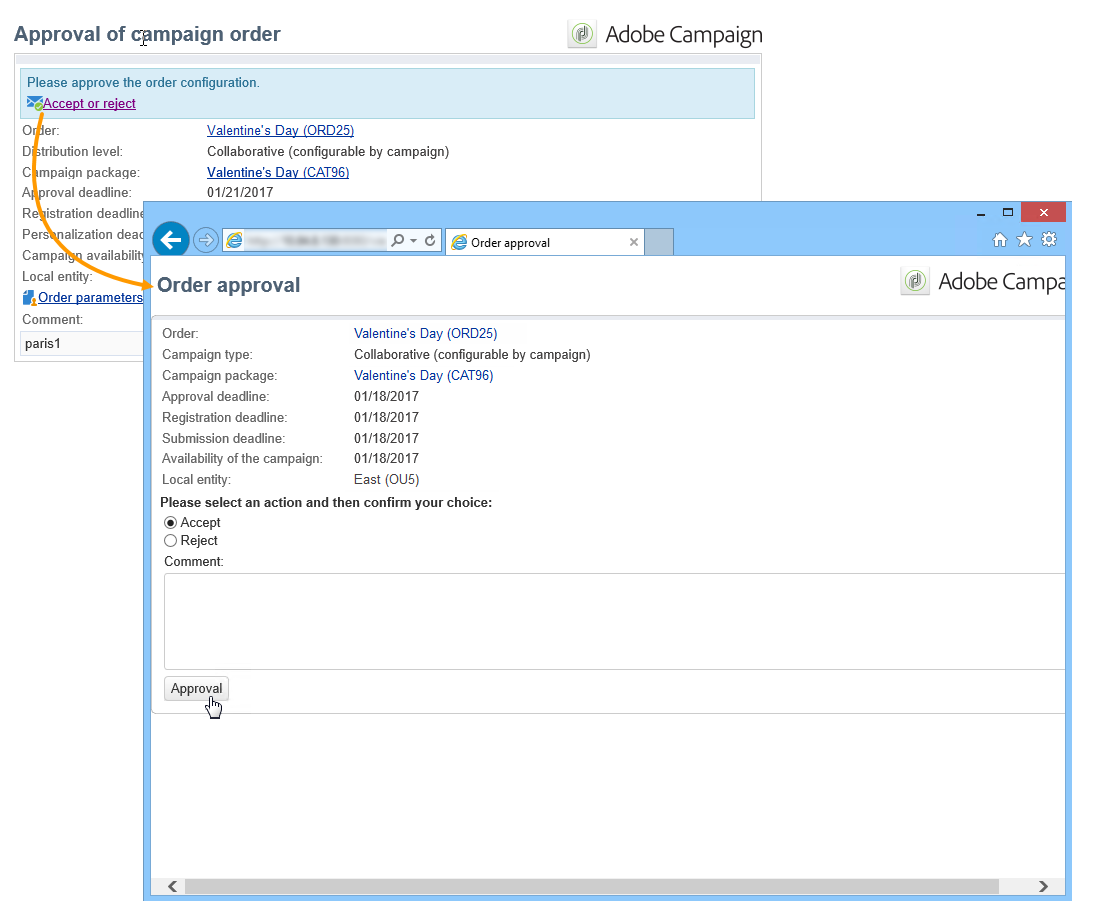 Approval of campaign order
Adobe Campaign
Please approve the order configuration.
Accept or reject
Order: Valentine's Day (ORD25)
Distribution level: Collaborative (configurable by campaign)
Campaign package: Valentine's Day (CAT96)
Approval deadline: 01/21/2017
Registration deadline
Personalization dead
Campaign availability
Local entity:
Order parameters
Comment:
paris1
Order approval
Order approval
Adobe Campa
Order: Valentine's Day (ORD25)
Campaign type: Collaborative (configurable by campaign)
Campaign package: Valentine's Day (CAT96)
Approval deadline: 01/18/2017
Registration deadline: 01/18/2017
Submission deadline: 01/18/2017
Availability of the campaign: 01/18/2017
Local entity: East (OU5)
Please select an action and then confirm your choice:
Accept
Reject
Comment:
Approval